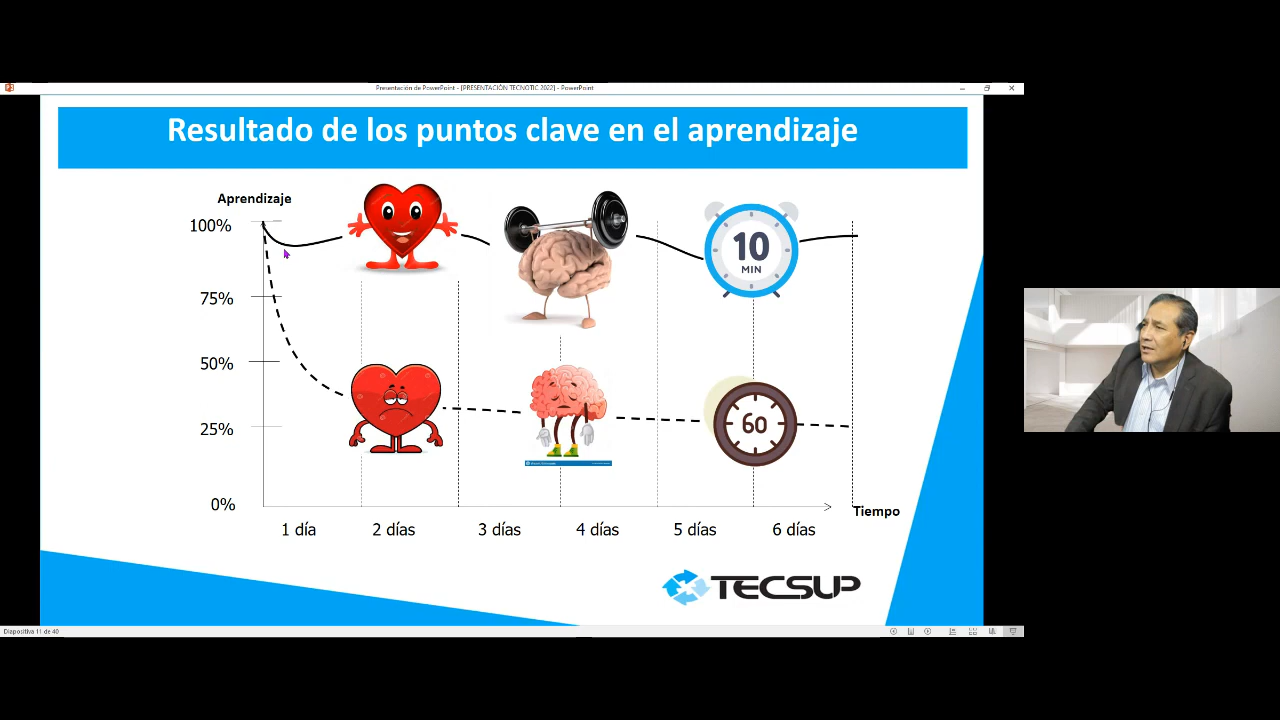 Presentación de PowerPoint - [PRESENTACIÓN TECNOTIC 2022] - PowerPoint
Resultado de los puntos clave en el aprendizaje
Aprendizaje
100%
75%
50%
25%
0%
10
MIN
60
1 día
2 días
3 días
4 días
5 días
6 días
Tiempo
TECSUP
Diapositiva 11 de 40